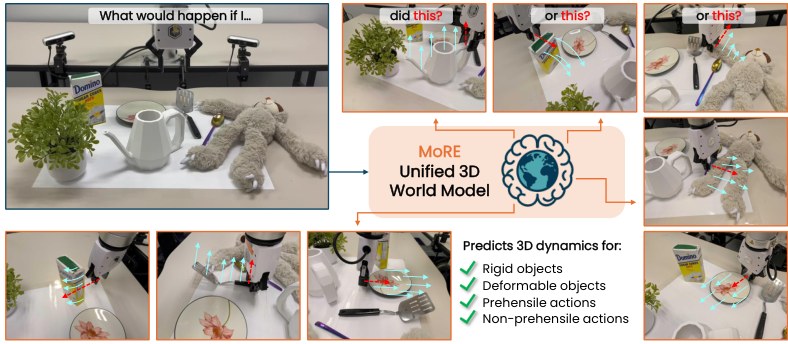 What would happen if I...
did this?
or this?
or this?
Domino
MoRE
Unified 3D
World Model
Predicts 3D dynamics for:
Rigid objects
Deformable objects
Prehensile actions
Non-prehensile actions